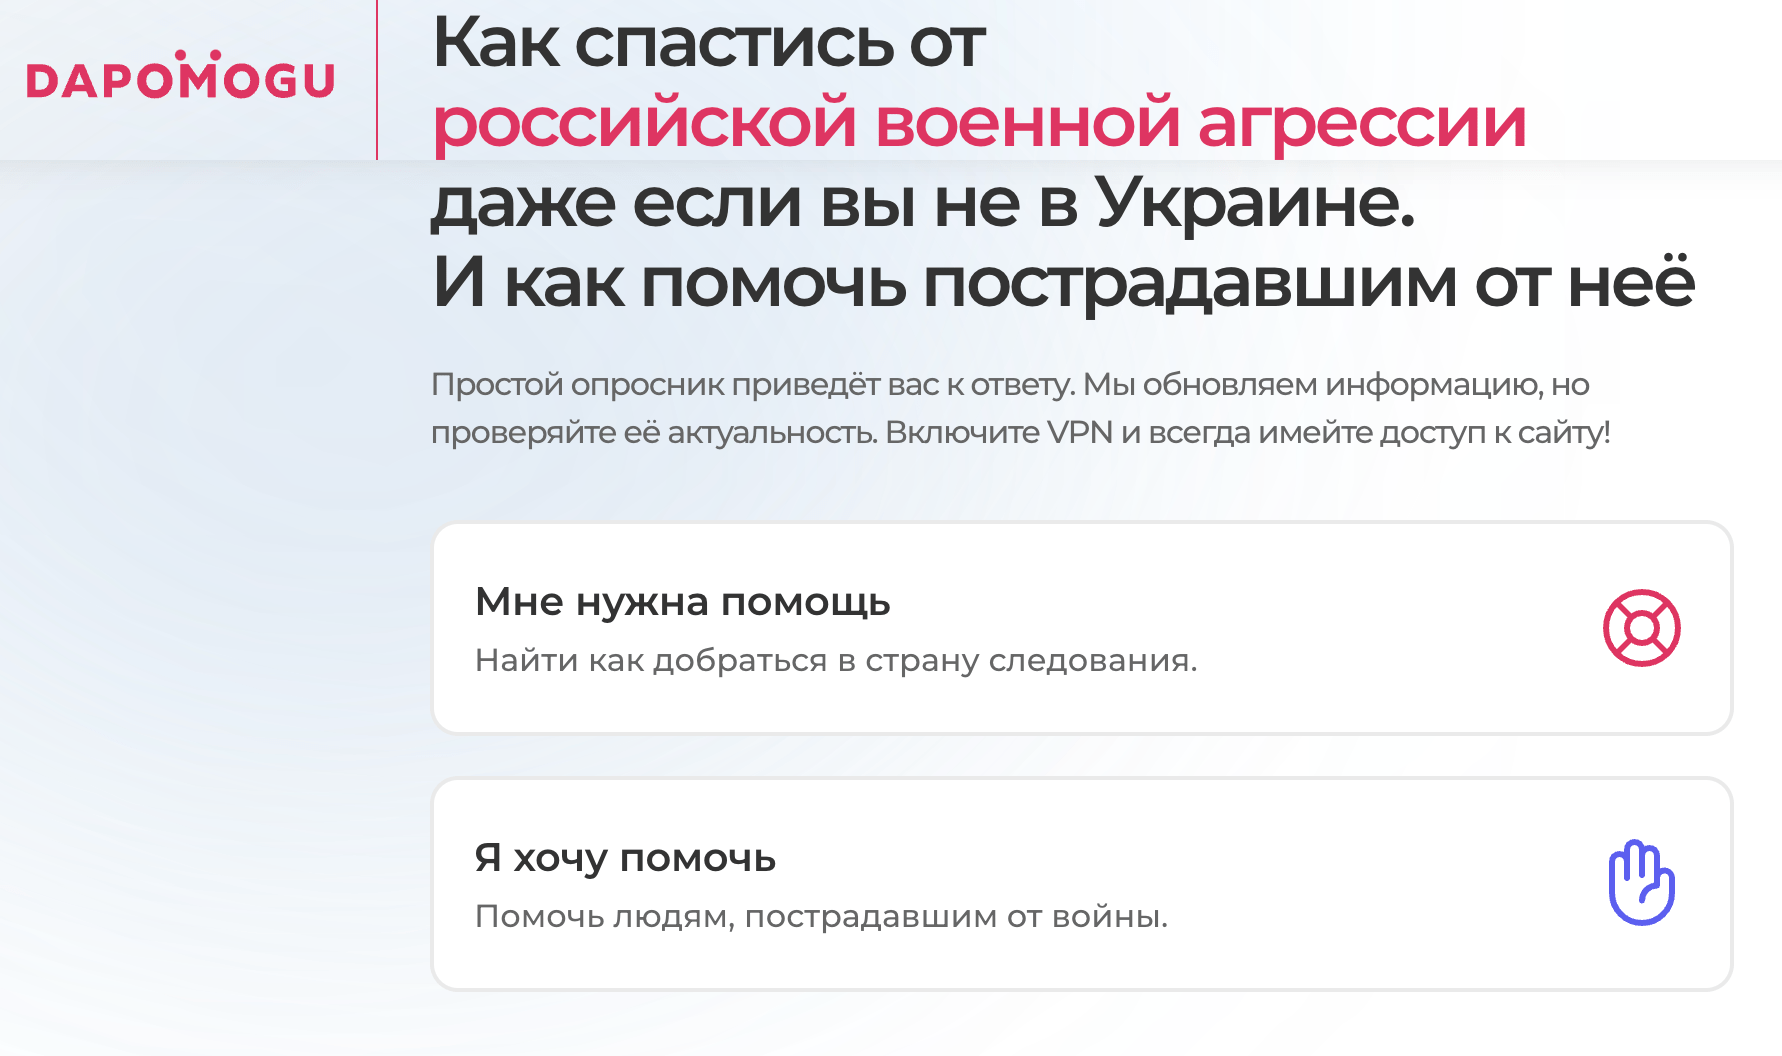 DAPOMOGU
Как спастись от
российской военной агрессии
даже если вы не в Украине.
И как помочь пострадавшим от неё
Простой опросник приведёт вас к ответу. Мы обновляем информацию, но
проверяйте её актуальность. Включите VPN и всегда имейте доступ к сайту!
Мне нужна помощь
Найти как добраться в страну следования.
Я хочу помочь
Помочь людям, пострадавшим от войны.